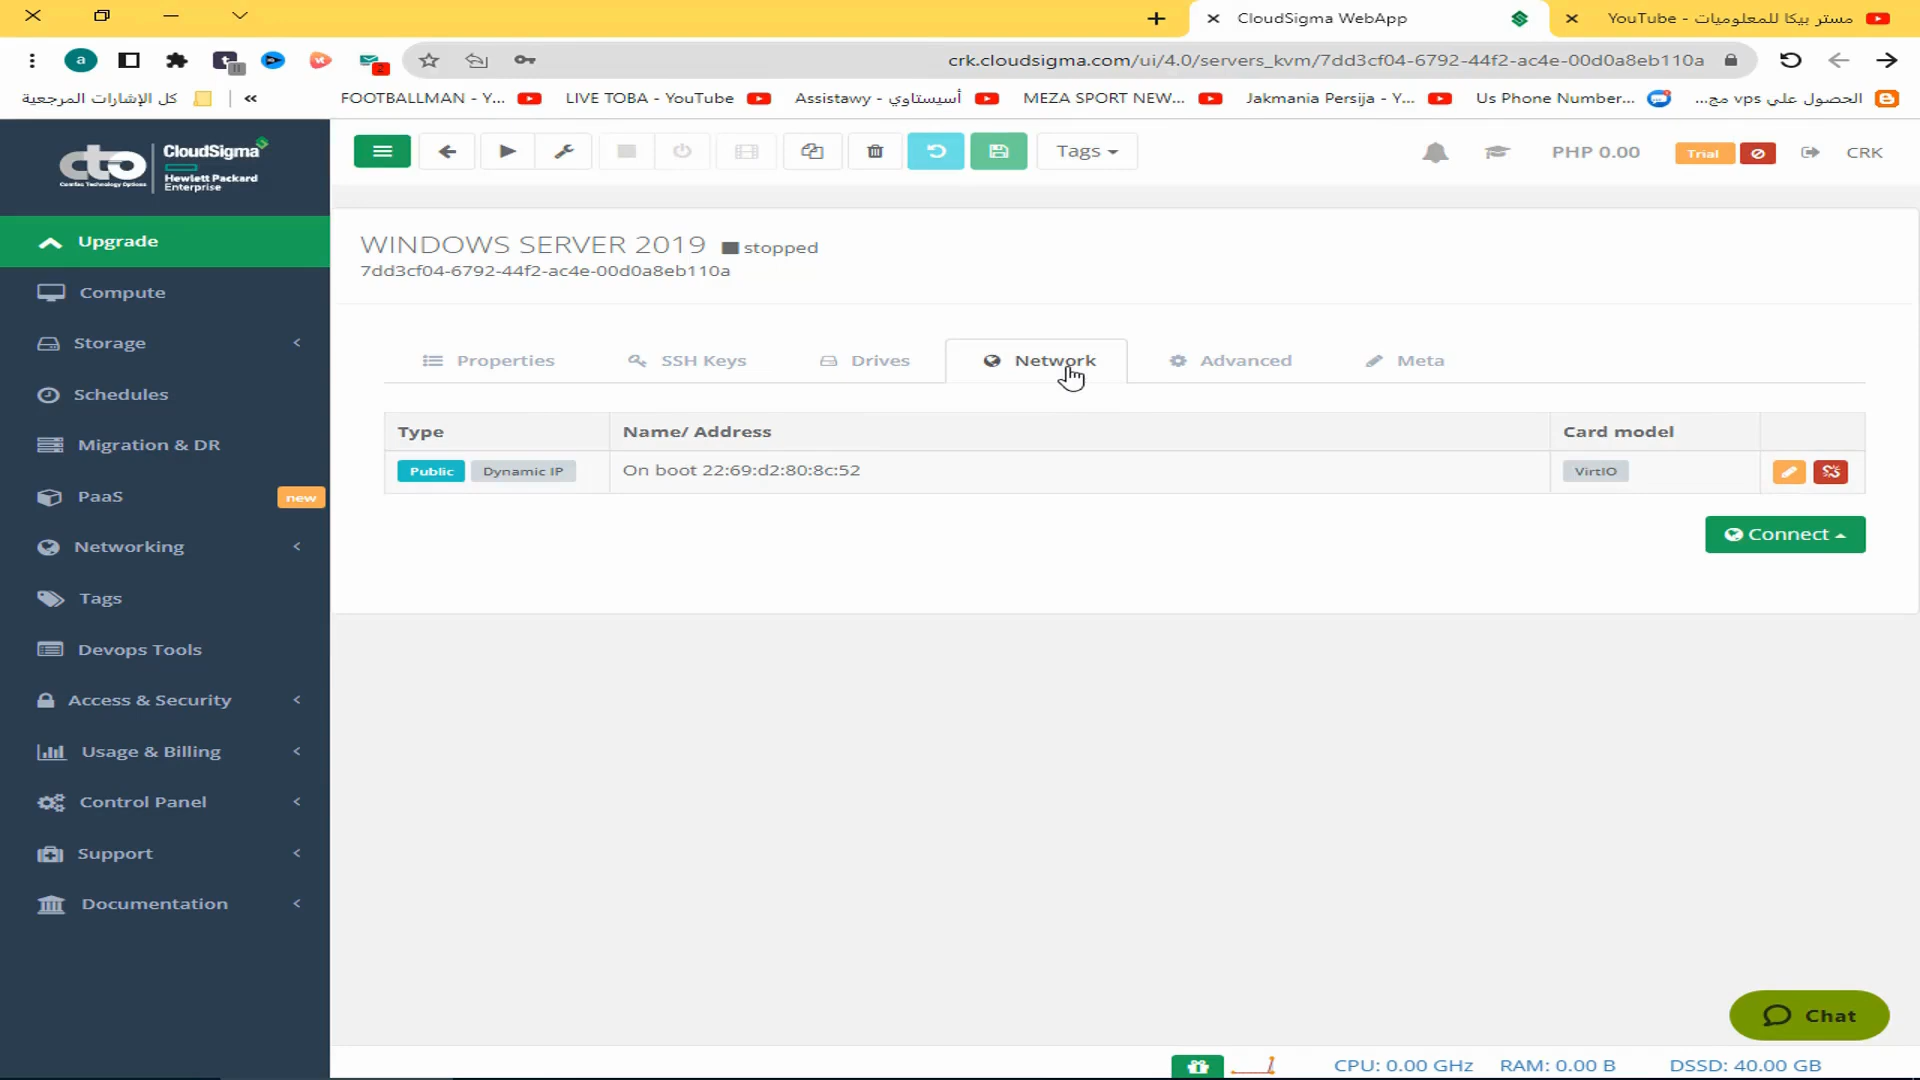 CloudSigma WebApp
مستر بيكا للمعلوميات - YouTube
a
2
crk.cloudsigma.com/ui/4.0/servers_kvm/7dd3cf04-6792-44f2-ac4e-00d0a8eb110a
كل الإشارات المرجعية
«
FOOTBALLMAN - Y...
LIVE TOBA - YouTube
Assistawy - أسيستاوي
MEZA SPORT NEW...
Jakmania Persija - Y...
Us Phone Number...
الحصول علي vps مج...
cto
CloudSigma
Hewlett Packard
Enterprise
Tags
PHP 0.00
Trial
CRK
Upgrade
Compute
Storage
Schedules
Migration & DR
PaaS
new
Networking
Tags
Devops Tools
Access & Security
Usage & Billing
Control Panel
Support
Documentation
WINDOWS SERVER 2019
stopped
7dd3cf04-6792-44f2-ac4e-00d0a8eb110a
Properties
SSH Keys
Drives
Network
Advanced
Meta
Type
Name/ Address
Card model
Public
Dynamic IP
On boot 22:69:d2:80:8c:52
VirtIO
Connect
Chat
CPU: 0.00 GHz
RAM: 0.00 B
DSSD: 40.00 GB